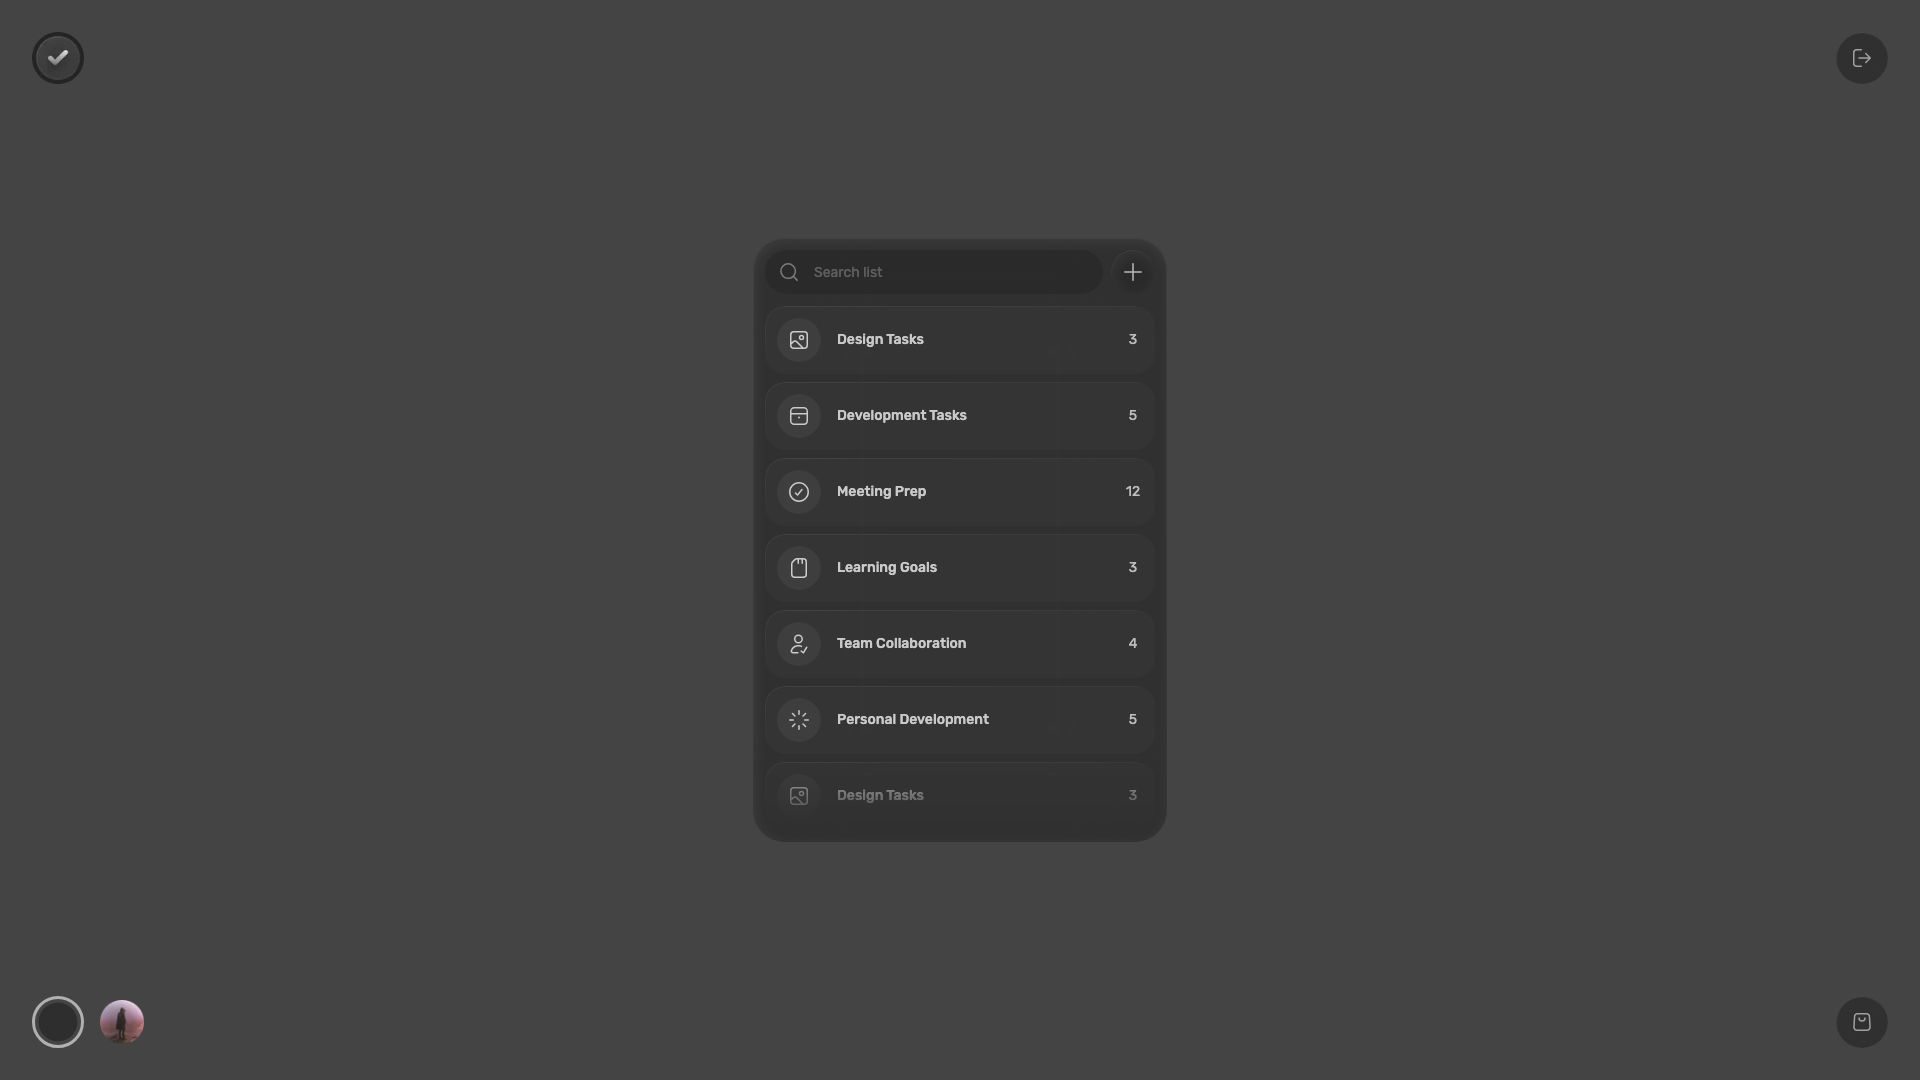 Search list
Design Tasks 3
Development Tasks 5
Meeting Prep 12
Learning Goals 3
Team Collaboration 4
Personal Development 5
Design Tasks 3